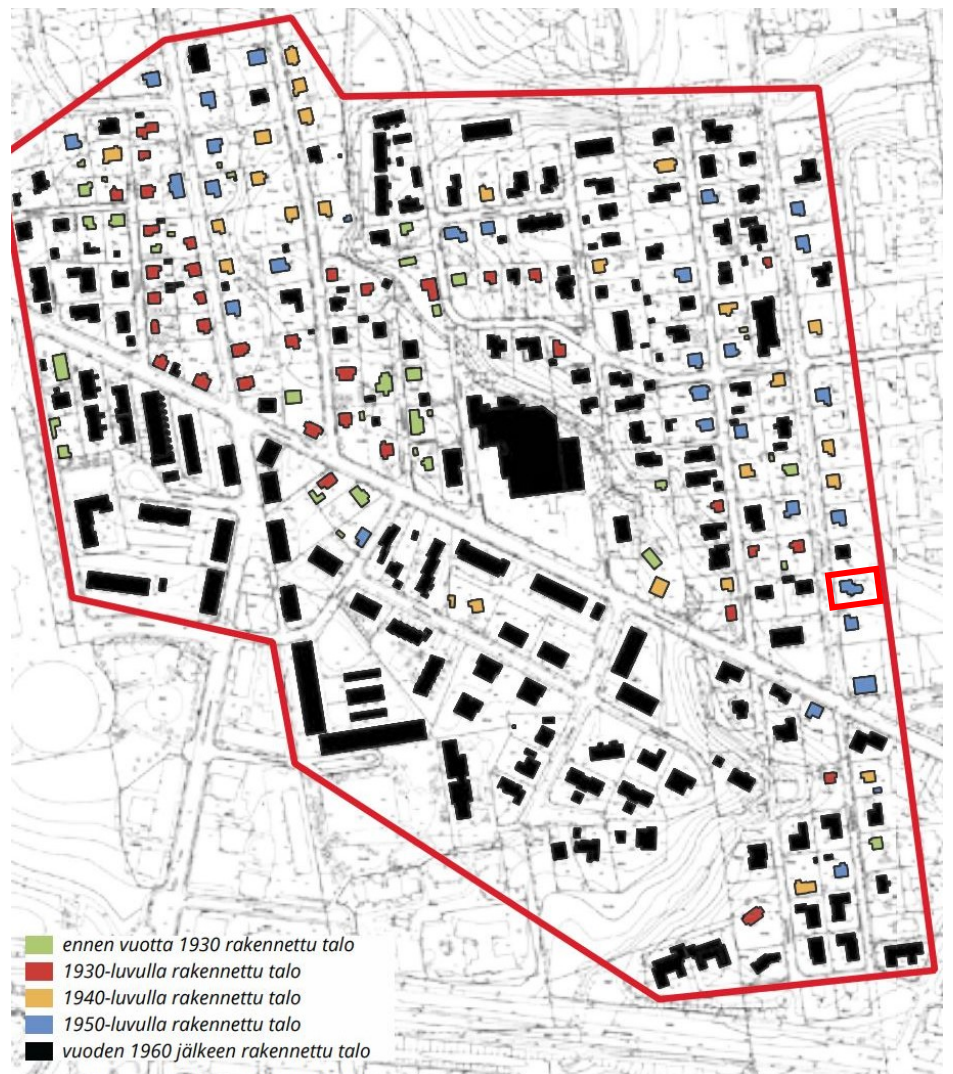 ennen vuotta 1930 rakennettu talo
1930-luvulla rakennettu talo
1940-luvulla rakennettu talo
1950-luvulla rakennettu talo
vuoden 1960 jälkeen rakennettu talo